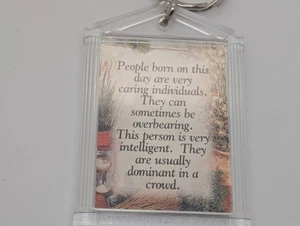 People born on this
day are very
caring individuals.
They can
sometimes be
overbearing.
This person is very
intelligent. They
are usually
dominant in a
crowd.